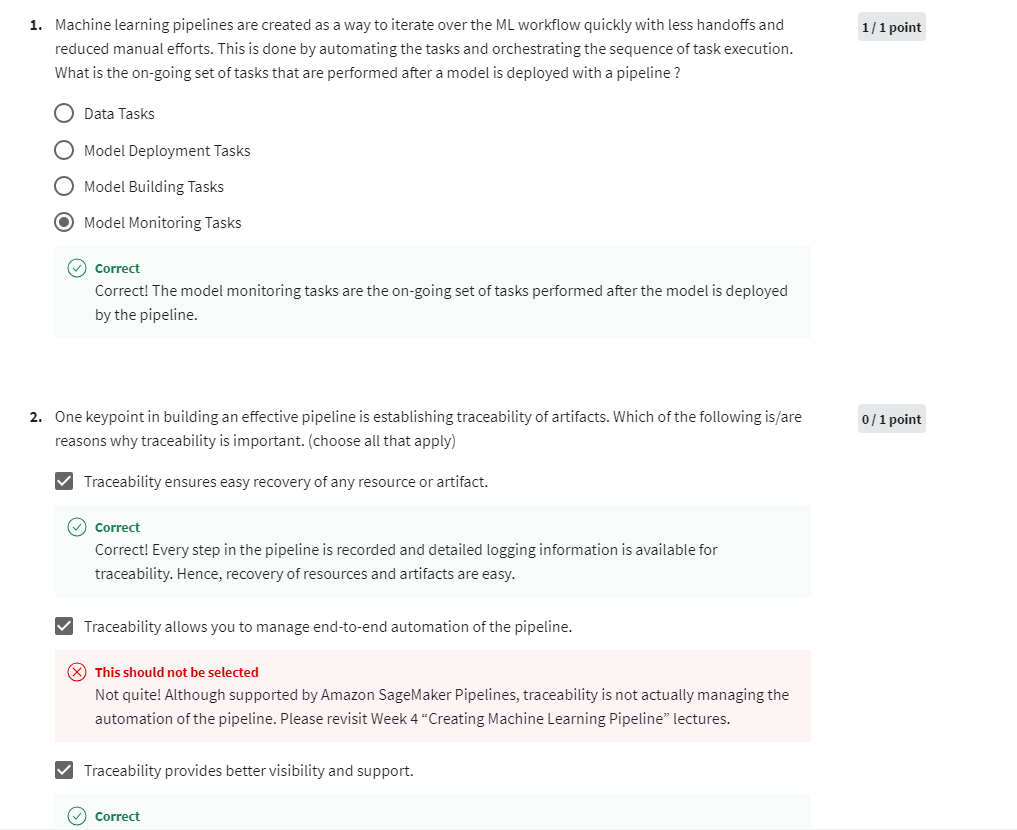 1. Machine learning pipelines are created as a way to iterate over the ML workflow quickly with less handoffs and
1 / 1 point
reduced manual efforts. This is done by automating the tasks and orchestrating the sequence of task execution.
What is the on-going set of tasks that are performed after a model is deployed with a pipeline ?
Data Tasks
Model Deployment Tasks
Model Building Tasks
Model Monitoring Tasks
Correct
Correct! The model monitoring tasks are the on-going set of tasks performed after the model is deployed
by the pipeline.
2. One keypoint in building an effective pipeline is establishing traceability of artifacts. Which of the following is/are
0 / 1 point
reasons why traceability is important. (choose all that apply)
Traceability ensures easy recovery of any resource or artifact.
Correct
Correct! Every step in the pipeline is recorded and detailed logging information is available for
traceability. Hence, recovery of resources and artifacts are easy.
Traceability allows you to manage end-to-end automation of the pipeline.
This should not be selected
Not quite! Although supported by Amazon SageMaker Pipelines, traceability is not actually managing the
automation of the pipeline. Please revisit Week 4 “Creating Machine Learning Pipeline” lectures.
Traceability provides better visibility and support.
Correct